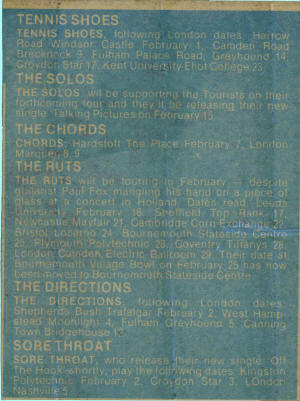 TENNIS SHOES
TENNIS SHOES, following London dates: Harrow
Road Windsor Castle February 1, Camden Road
Brecknock 9, Fulham Palace Road, Greyhound 14,
Croydon Star 17, Kent University Eliot College 23.
THE SOLOS
THE SOLOS will be supporting the Tourists on their
forthcoming tour and they'll be releasing their new
single 'Talking Pictures' on February 15.
THE CHORDS
CHORDS: Hardstoft The Place February 7, London
Marquee 8, 9
THE RUTS
THE RUTS will be touring in February — despite
guitarist Paul Fox mangling his hand on a piece of
glass at a concert in Holland. Dates read: Leeds
University February 16, Sheffield Top Rank 17,
Newcastle Mayfair 21, Cambridge Corn Exchange 22,
Bristol Locarno 24, Bournemouth Stateside Centre
25, Plymouth Polytechnic 26, Coventry Tiffanys 28,
London Camden Electric Ballroom 29. Their date at
Bournemouth Village Bowl on February 25 has now
been moved to Bournemouth Stateside Centre.
THE DIRECTIONS
THE DIRECTIONS, following London dates:
Shepherds Bush Trafalgar February 2, West Hamp-
stead Moonlight 4, Fulham Greyhound 5, Canning
Town Bridgehouse
SORE THROAT
SORE THROAT, who release their new single 'Off
The Hook' shortly, play the following dates: Kingston
Polytechnic February 2, Croydon Star 3, London
Nashville 5